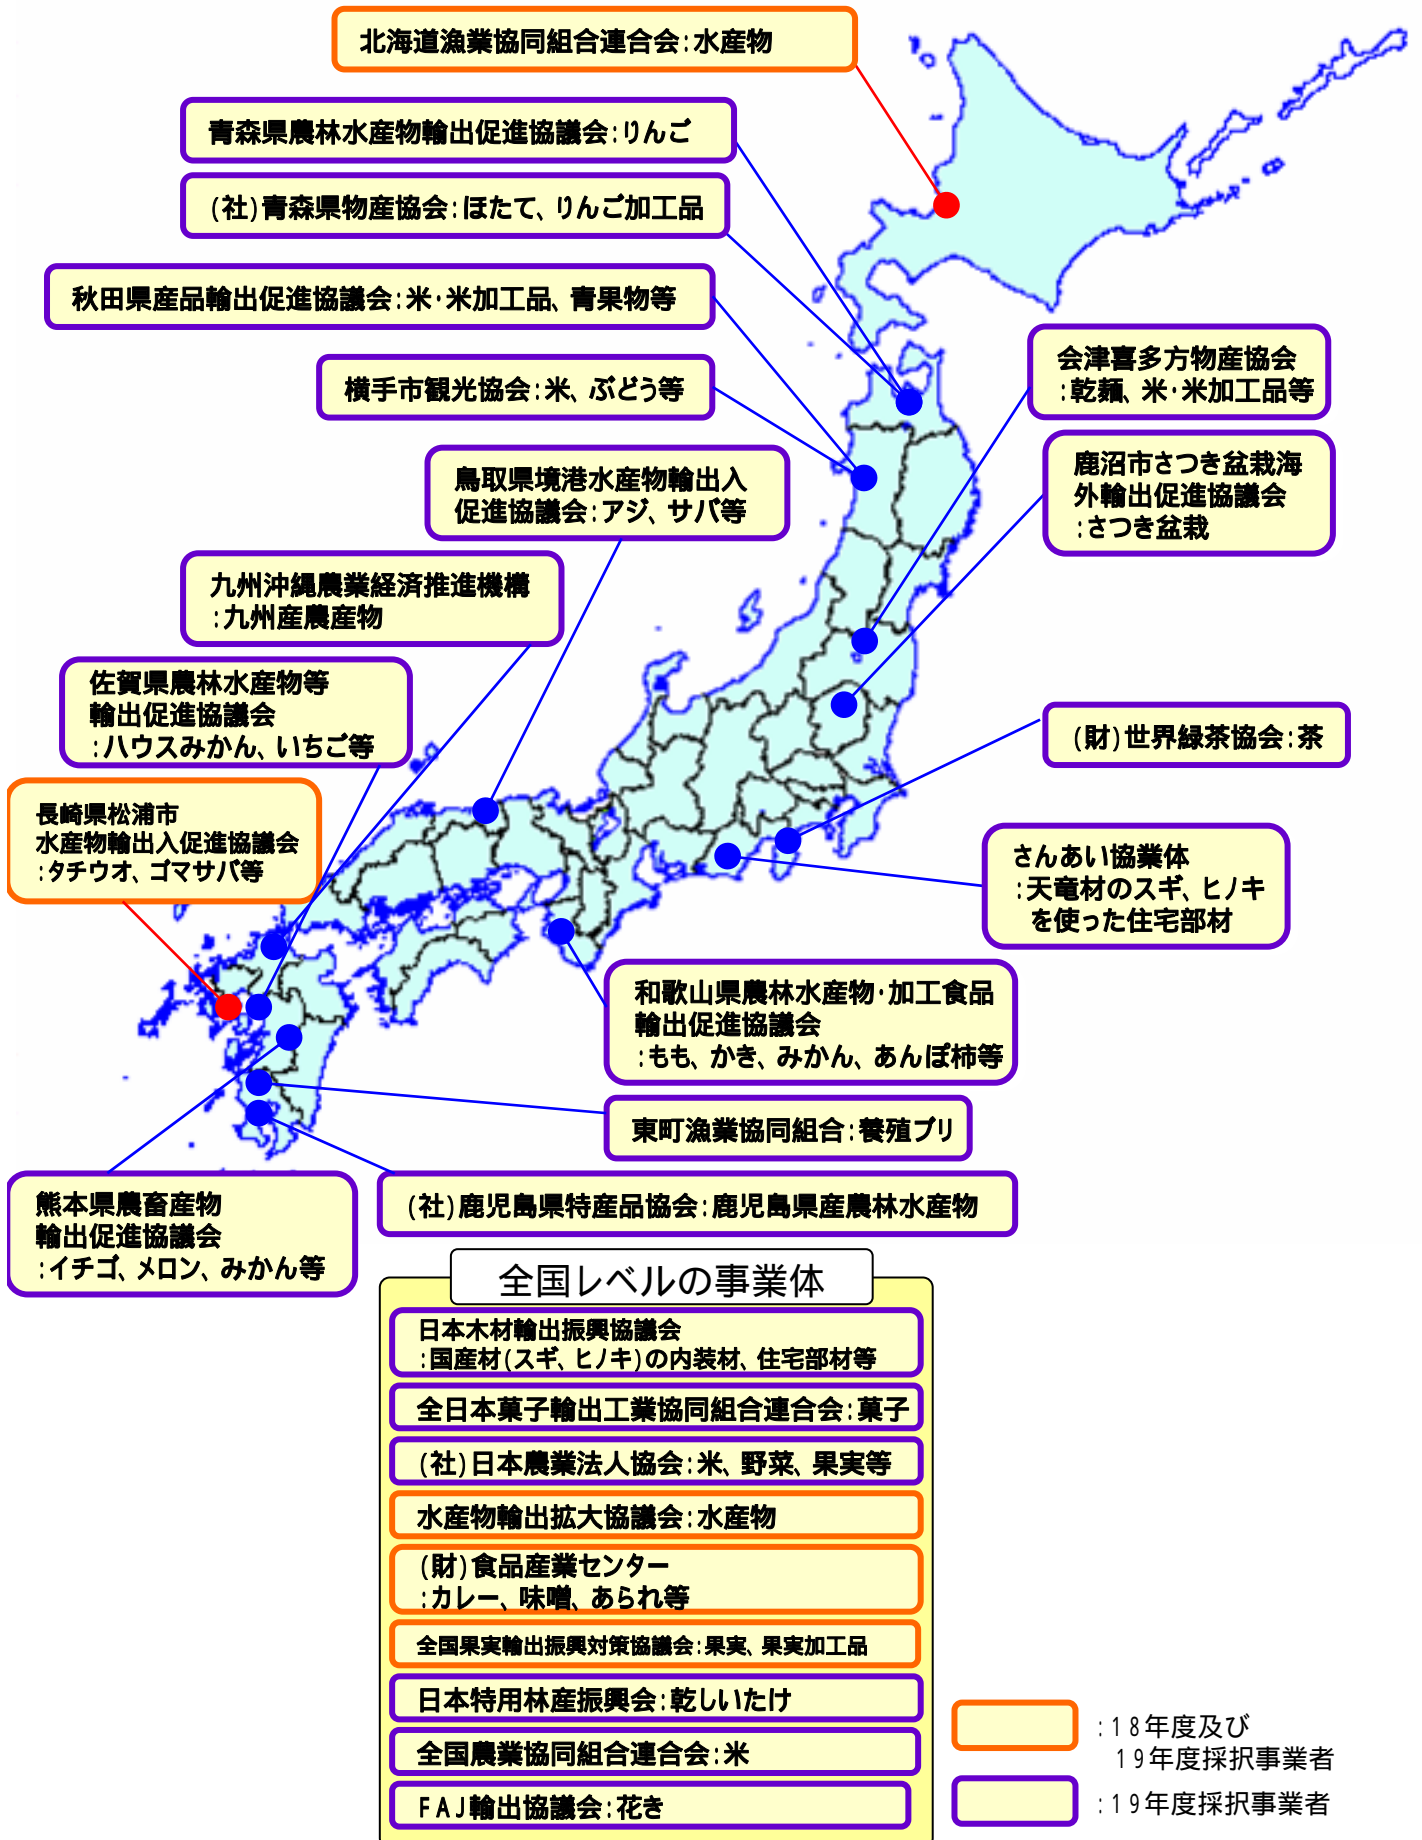 北海道漁業協同組合連合会:水産物
青森県農林水産物輸出促進協議会:りんご
(社)青森県物産協会:ほたて、りんご加工品
秋田県産品輸出促進協議会:米・米加工品、青果物等
横手市観光協会:米、ぶどう等
会津喜多方物産協会
:乾麺、米・米加工品等
鳥取県境港水産物輸出入
促進協議会:アジ、サバ等
鹿沼市さつき盆栽海
外輸出促進協議会
:さつき盆栽
九州沖縄農業経済推進機構
:九州産農産物
佐賀県農林水産物等
輸出促進協議会
:ハウスみかん、いちご等
(財)世界緑茶協会:茶
長崎県松浦市
水産物輸出入促進協議会
:タチウオ、ゴマサバ等
さんあい協業体
:天竜材のスギ、ヒノキ
を使った住宅部材
和歌山県農林水産物・加工食品
輸出促進協議会
:もも、かき、みかん、あんぽ柿等
東町漁業協同組合:養殖ブリ
熊本県農畜産物
輸出促進協議会
:イチゴ、メロン、みかん等
(社)鹿児島県特産品協会:鹿児島県産農林水産物
全国レベルの事業体
日本木材輸出振興協議会
:国産材(スギ、ヒノキ)の内装材、住宅部材等
全日本菓子輸出工業協同組合連合会:菓子
(社)日本農業法人協会:米、野菜、果実等
水産物輸出拡大協議会:水産物
(財)食品産業センター
:カレー、味噌、あられ等
全国果実輸出振興対策協議会:果実、果実加工品
日本特用林産振興会:乾しいたけ
全国農業協同組合連合会:米
FAJ輸出協議会:花き
:18年度及び
19年度採択事業者
:19年度採択事業者